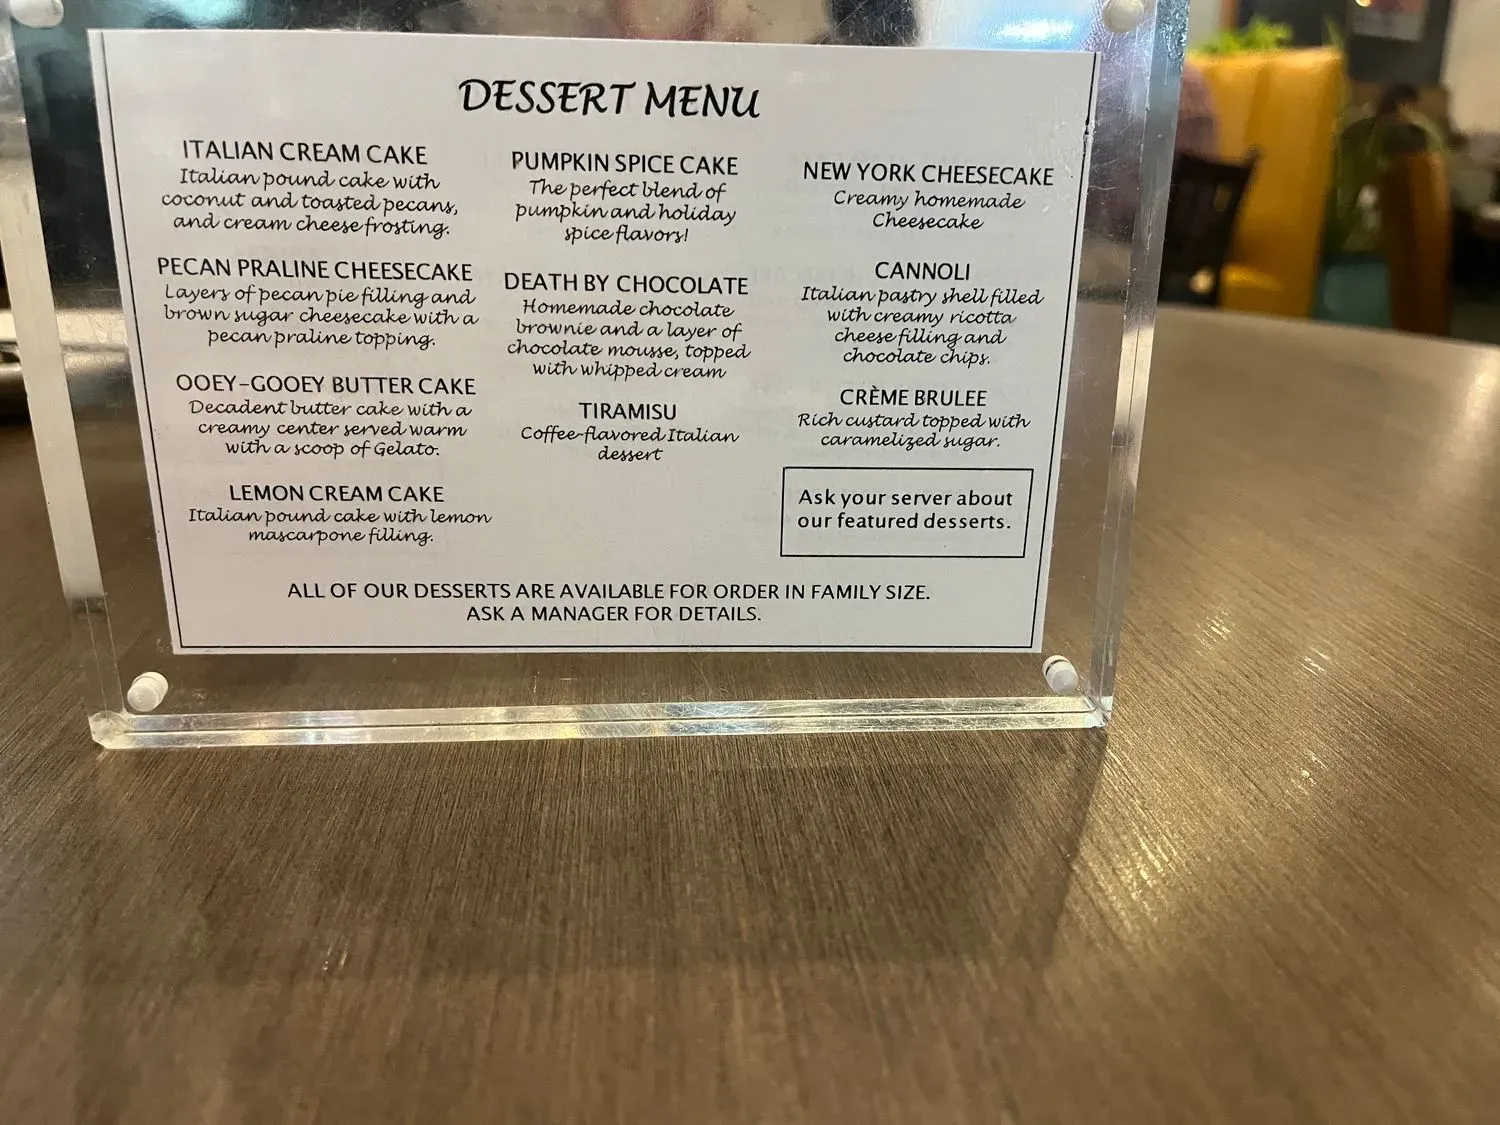 DESSERT MENU
ITALIAN CREAM CAKE
Italian pound cake with
coconut and toasted pecans,
and cream cheese frosting.
PECAN PRALINE CHEESECAKE
Layers of pecan pie filling and
brown sugar cheesecake with a
pecan praline topping.
OOEY-GOOEY BUTTER CAKE
Decadent butter cake with a
creamy center served warm
with a scoop of Gelato.
LEMON CREAM CAKE
Italian pound cake with lemon
mascarpone filling.
PUMPKIN SPICE CAKE
The perfect blend of
pumpkin and holiday
spice flavors!
DEATH BY CHOCOLATE
Homemade chocolate
brownie and a layer of
chocolate mousse, topped
with whipped cream
TIRAMISU
Coffee-flavored Italian
dessert
NEW YORK CHEESECAKE
Creamy homemade
Cheesecake
CANNOLI
Italian pastry shell filled
with creamy ricotta
cheese filling and
chocolate chips.
CRÈME BRULEE
Rich custard topped with
caramelized sugar.
Ask your server about
our featured desserts.
ALL OF OUR DESSERTS ARE AVAILABLE FOR ORDER IN FAMILY SIZE.
ASK A MANAGER FOR DETAILS.